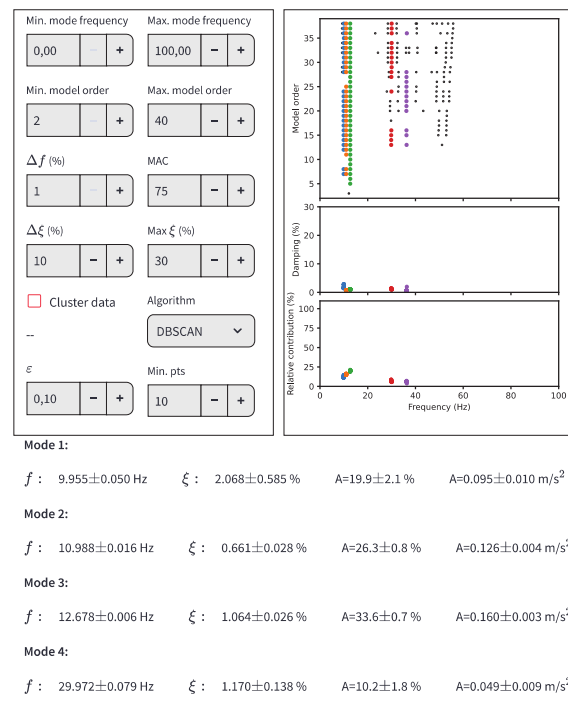 Min. mode frequency
Max. mode frequency
0,00 − +
100,00 − +
Min. model order
Max. model order
2 − +
40 − +
Δf (%)
MAC
1 − +
75 − +
Δξ (%)
Max ξ (%)
10 − +
30 − +
Cluster data
Algorithm
--
DBSCAN
ε
Min. pts
0,10 − +
10 − +
Model order
35
30
25
20
15
10
5
Damping (%)
30
20
10
0
Relative contribution (%)
100
75
50
25
0
0 20 40 60 80 100
Frequency (Hz)
Mode 1:
f : 9.955±0.050 Hz ξ : 2.068±0.585 % A=19.9±2.1 % A=0.095±0.010 m/s²
Mode 2:
f : 10.988±0.016 Hz ξ : 0.661±0.028 % A=26.3±0.8 % A=0.126±0.004 m/s²
Mode 3:
f : 12.678±0.006 Hz ξ : 1.064±0.026 % A=33.6±0.7 % A=0.160±0.003 m/s²
Mode 4:
f : 29.972±0.079 Hz ξ : 1.170±0.138 % A=10.2±1.8 % A=0.049±0.009 m/s²